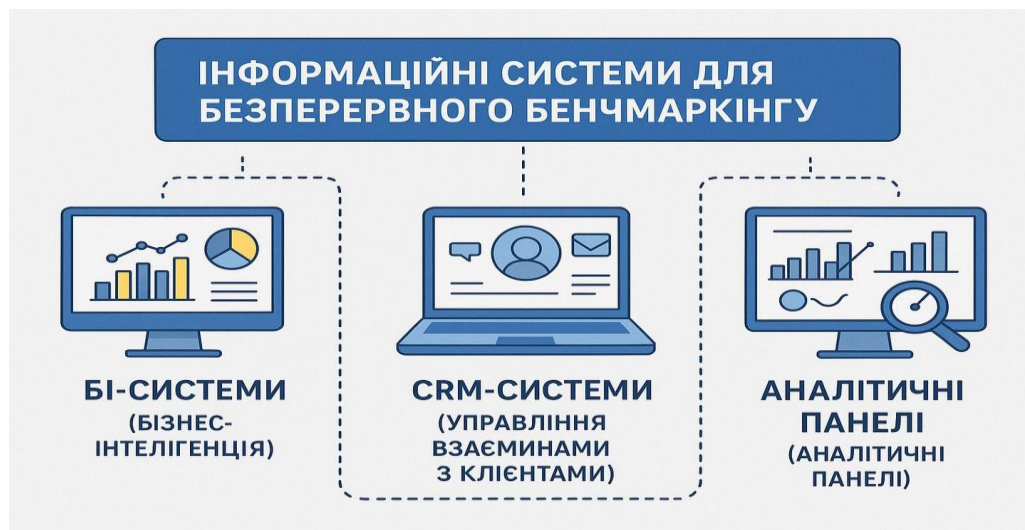 ІНФОРМАЦІЙНІ СИСТЕМИ ДЛЯ
БЕЗПЕРЕРВНОГО БЕНЧМАРКІНГУ
БІ-СИСТЕМИ
(БІЗНЕС-
ІНТЕЛІГЕНЦІЯ)
CRM-СИСТЕМИ
(УПРАВЛІННЯ
ВЗАЄМИНАМИ
З КЛІЄНТАМИ)
АНАЛІТИЧНІ
ПАНЕЛІ
(АНАЛІТИЧНІ
ПАНЕЛІ)